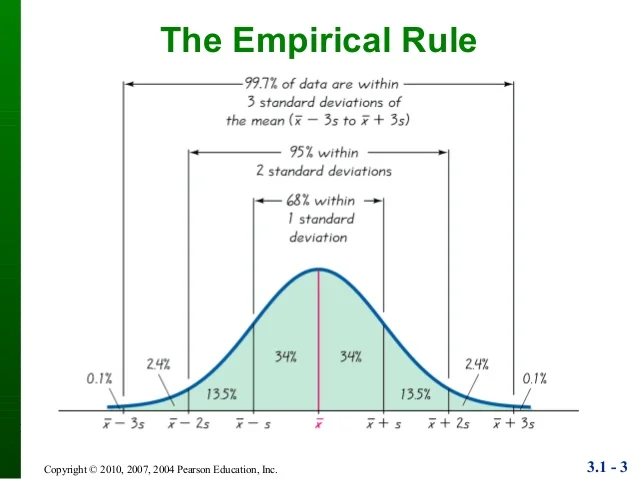 The Empirical Rule
99.7% of data are within
3 standard deviations of
the mean (x̄ − 3s to x̄ + 3s)
95% within
2 standard deviations
68% within
1 standard
deviation
34% 34%
2.4% 2.4%
0.1% 0.1%
13.5% 13.5%
x̄ − 3s x̄ − 2s x̄ − s x̄ x̄ + s x̄ + 2s x̄ + 3s
Copyright © 2010, 2007, 2004 Pearson Education, Inc.
3.1 - 3